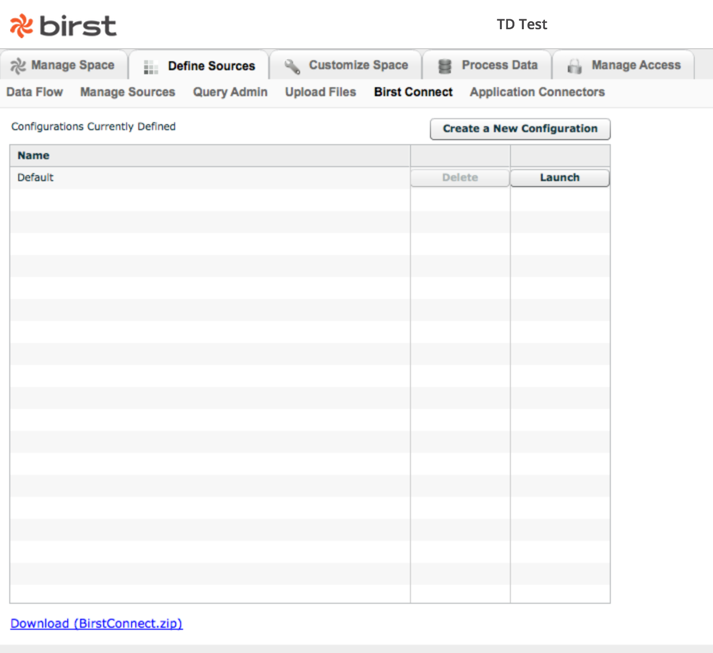 birst
TD Test
Manage Space Define Sources Customize Space Process Data Manage Access
Data Flow Manage Sources Query Admin Upload Files Birst Connect Application Connectors
Configurations Currently Defined
Create a New Configuration
Name
Default Delete Launch
Download (BirstConnect.zip)